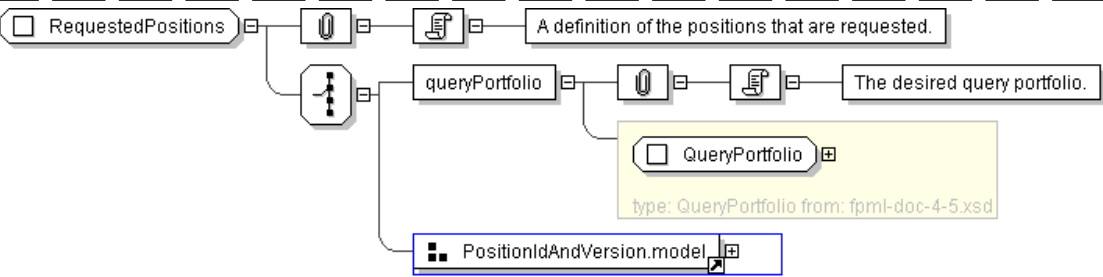 RequestedPositions
A definition of the positions that are requested.
queryPortfolio
The desired query portfolio.
QueryPortfolio
type: QueryPortfolio from: fpml-doc-4-5.xsd
PositionIdAndVersion.model